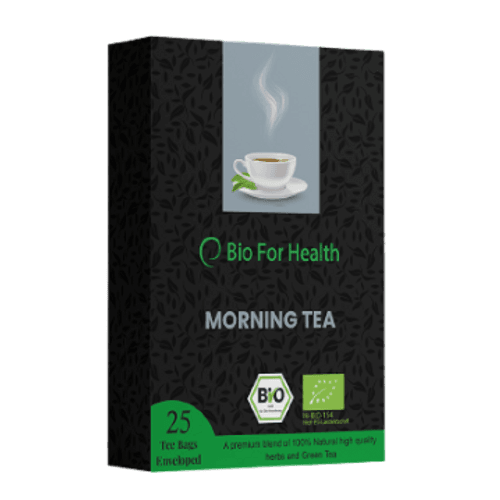 Bio For Health
MORNING TEA
BIO
25
Tee Bags
Enveloped
A premium blend of 100% Natural high quality
herbs and Green Tea